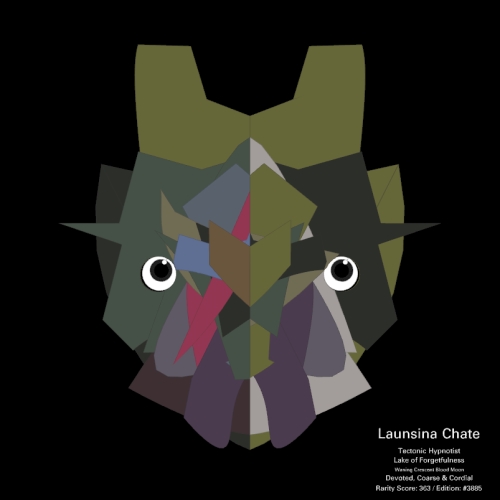 Launsina Chate
Tectonic Hypnotist
Lake of Forgetfulness
Waning Crescent Blood Moon
Devoted, Coarse & Cordial
Rarity Score: 363 / Edition: #3885